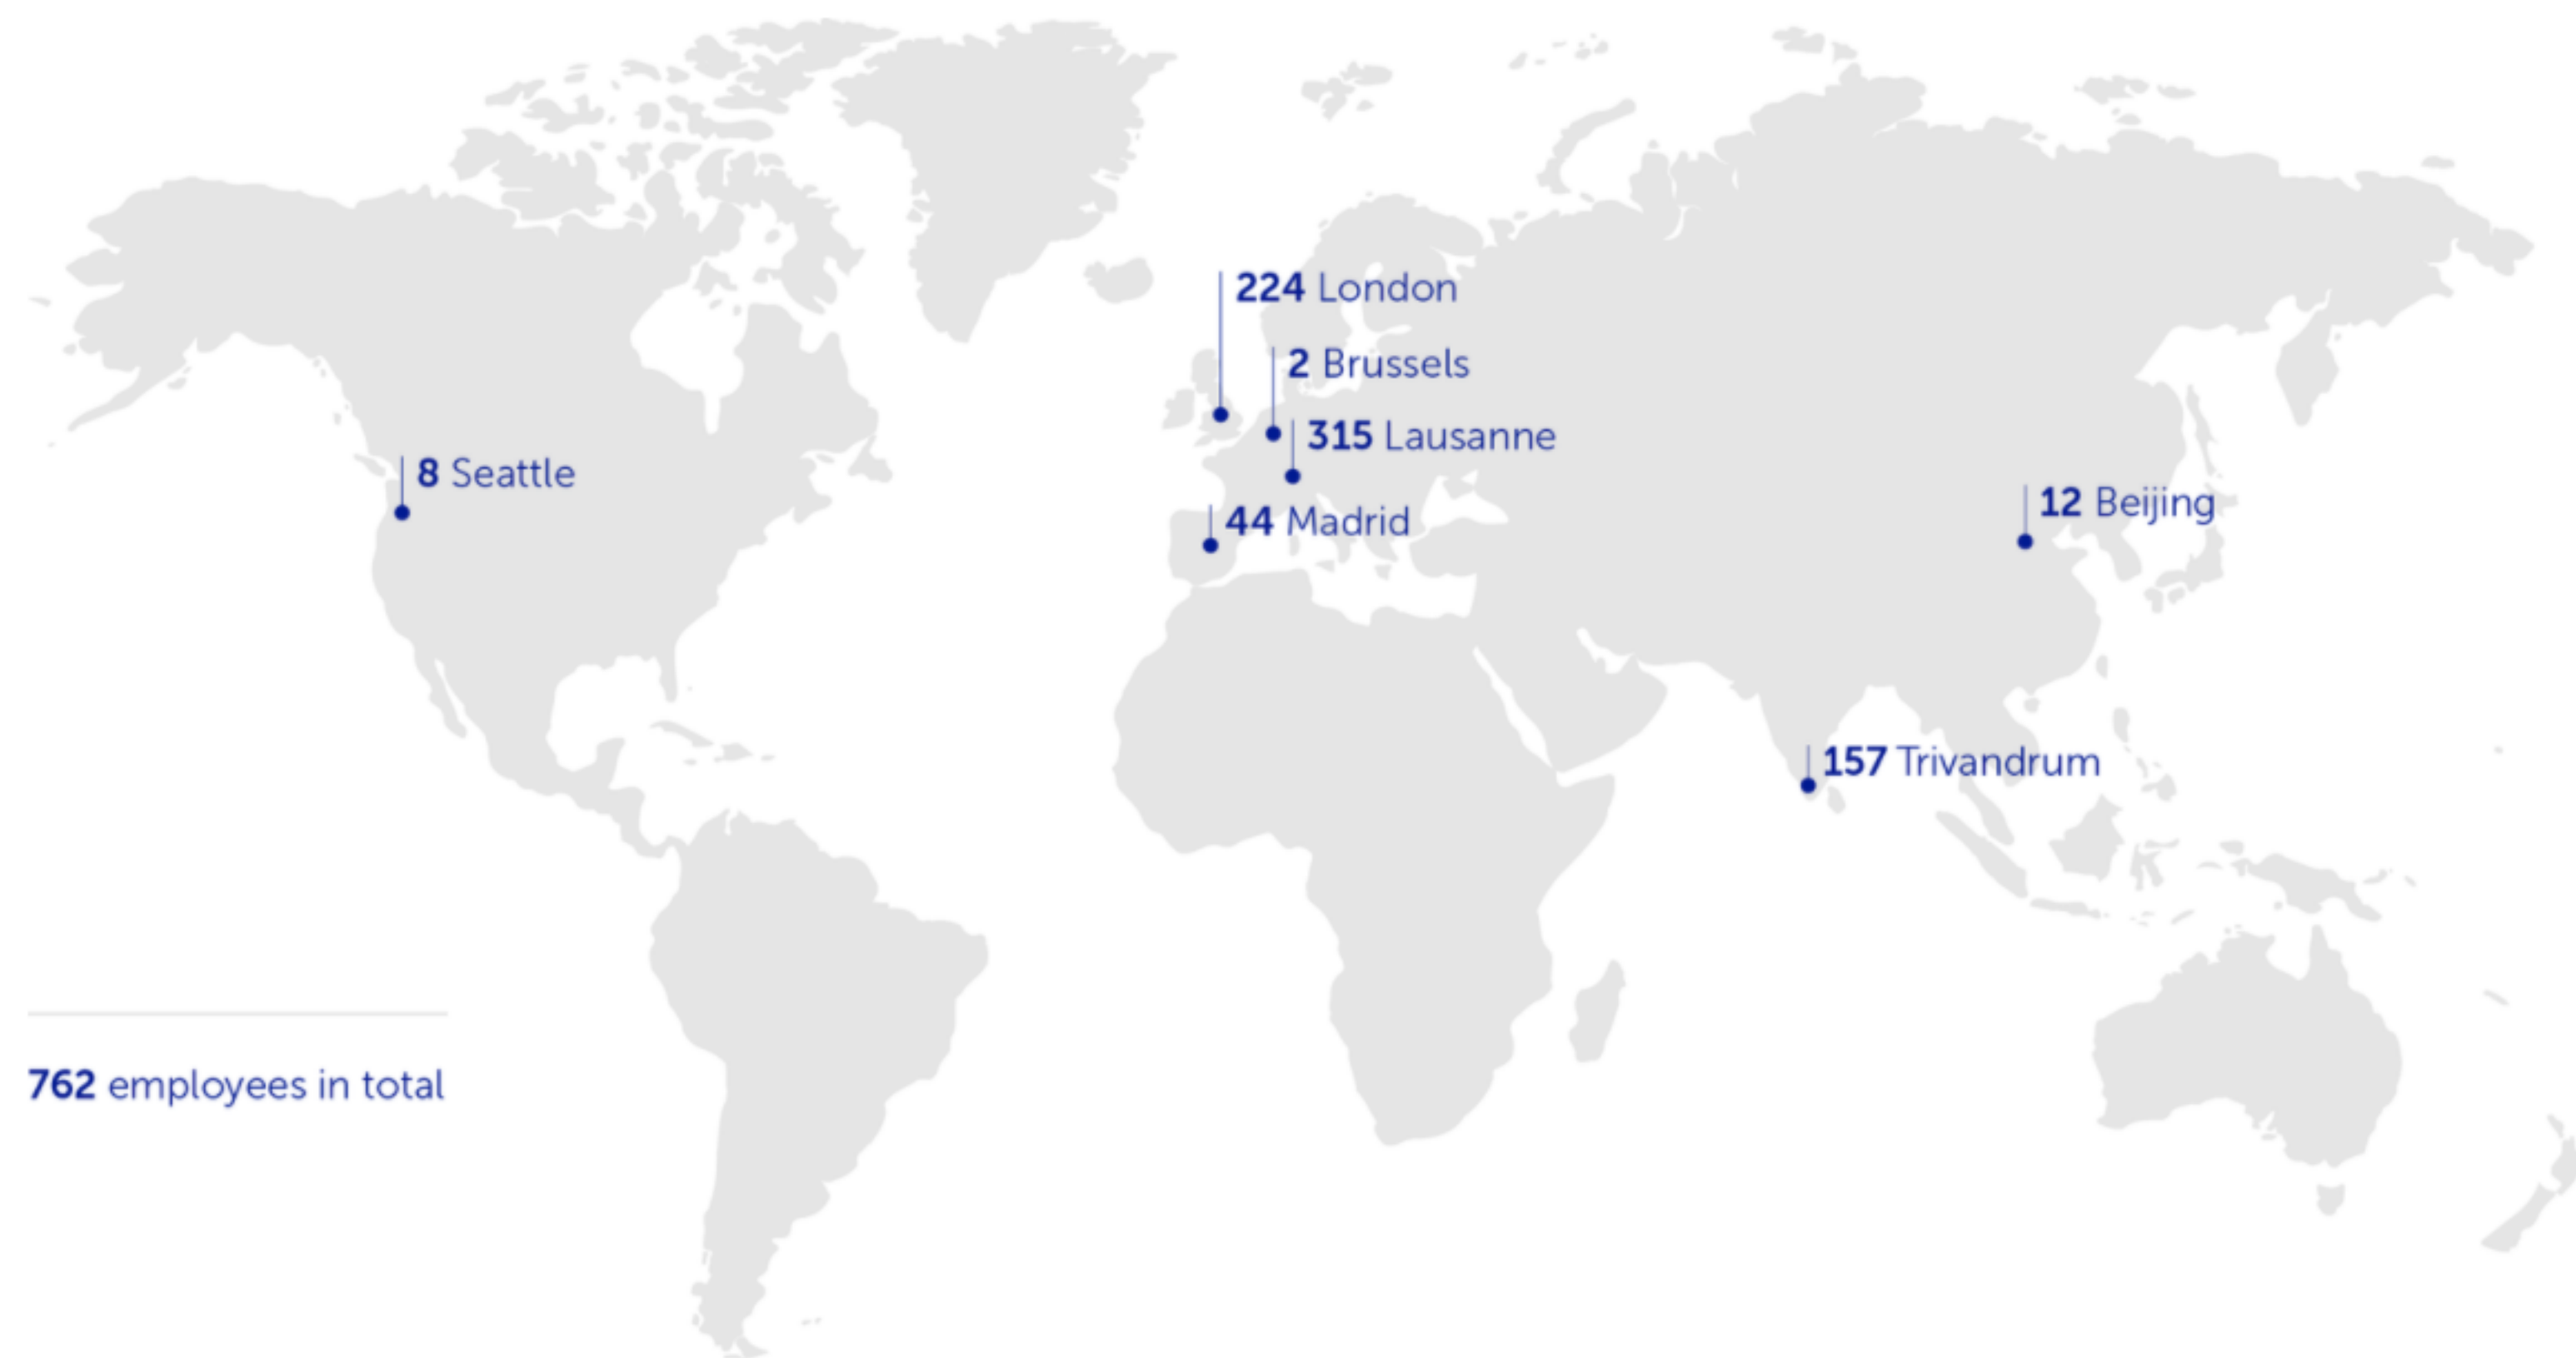 224 London
2 Brussels
315 Lausanne
8 Seattle
12 Beijing
44 Madrid
157 Trivandrum
762 employees in total